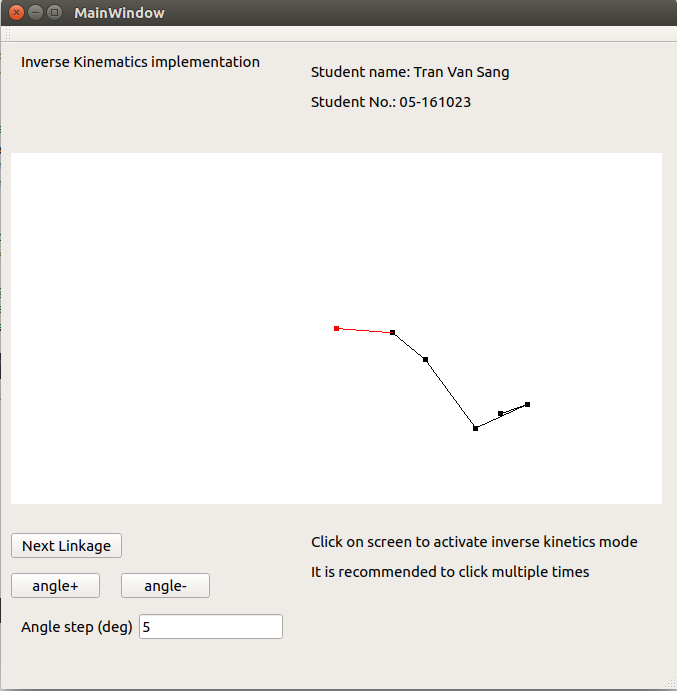 MainWindow
Inverse Kinematics implementation
Student name: Tran Van Sang
Student No.: 05-161023
Next Linkage
Click on screen to activate inverse kinetics mode
angle+
angle-
It is recommended to click multiple times
Angle step (deg) 5